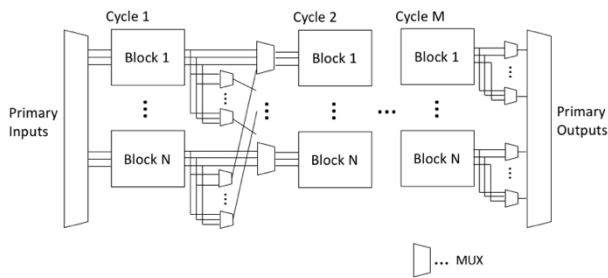 Cycle 1
Cycle 2
Cycle M
Block 1
Block 1
Block 1
Primary
Inputs
Primary
Outputs
Block N
Block N
Block N
MUX